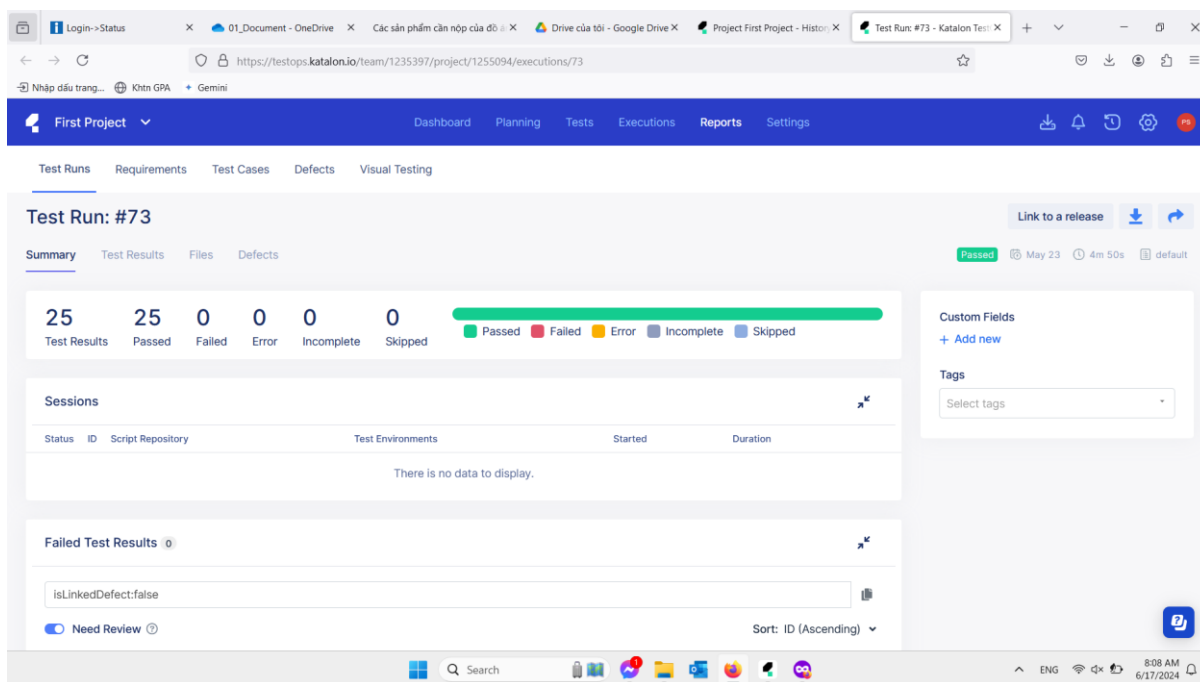 Login->Status
01_Document - OneDrive
Các sản phẩm cần nộp của đồ á
Drive của tôi - Google Drive
Project First Project - History
Test Run: #73 - Katalon Test
https://testops.katalon.io/team/1235397/project/1255094/executions/73
Nhập dấu trang... Khtn GPA Gemini
First Project Dashboard Planning Tests Executions Reports Settings PS
Test Runs Requirements Test Cases Defects Visual Testing
Test Run: #73 Link to a release
Summary Test Results Files Defects Passed May 23 4m 50s default
25 25 0 0 0 0
Test Results Passed Failed Error Incomplete Skipped
Passed Failed Error Incomplete Skipped
Custom Fields
+ Add new
Tags
Select tags
Sessions
Status ID Script Repository Test Environments Started Duration
There is no data to display.
Failed Test Results 0
isLinkedDefect:false
Need Review Sort: ID (Ascending)
Search 1 ENG 8:08 AM
6/17/2024